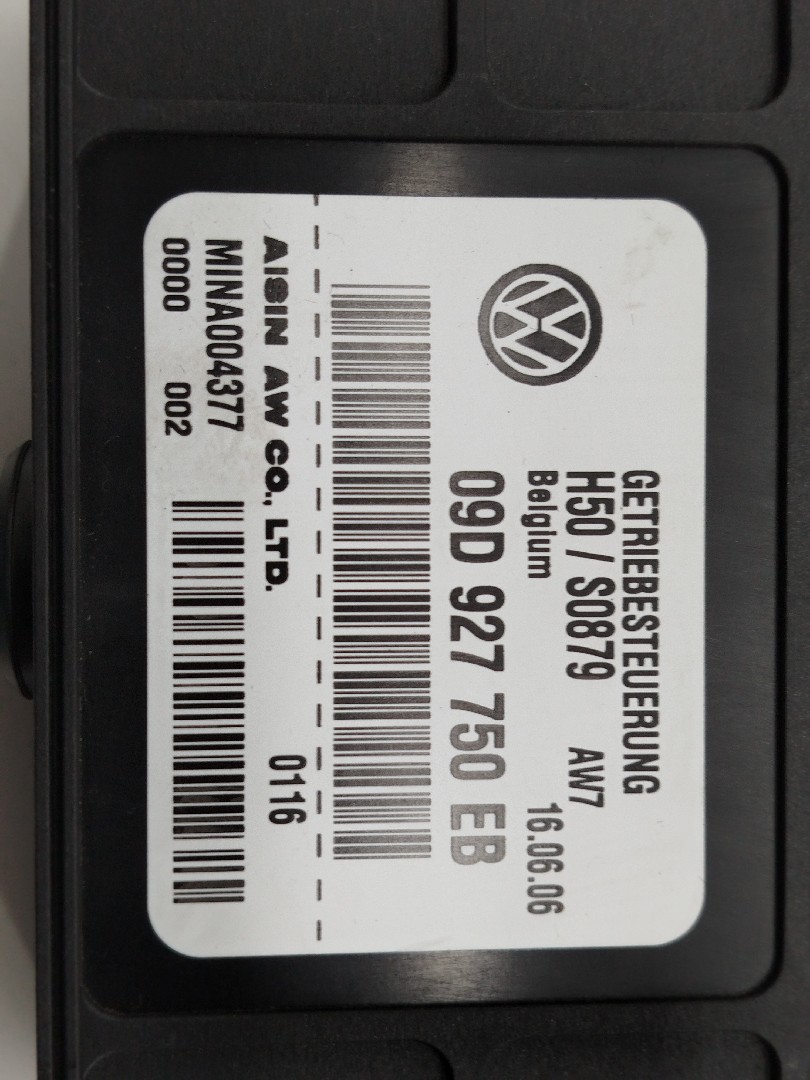 GETRIEBESTEUERUNG
H50 / S0879 AW7
Belgium 16.06.06
09D 927 750 EB
AISIN AW CO., LTD. 0116
MINA004377
0000 002